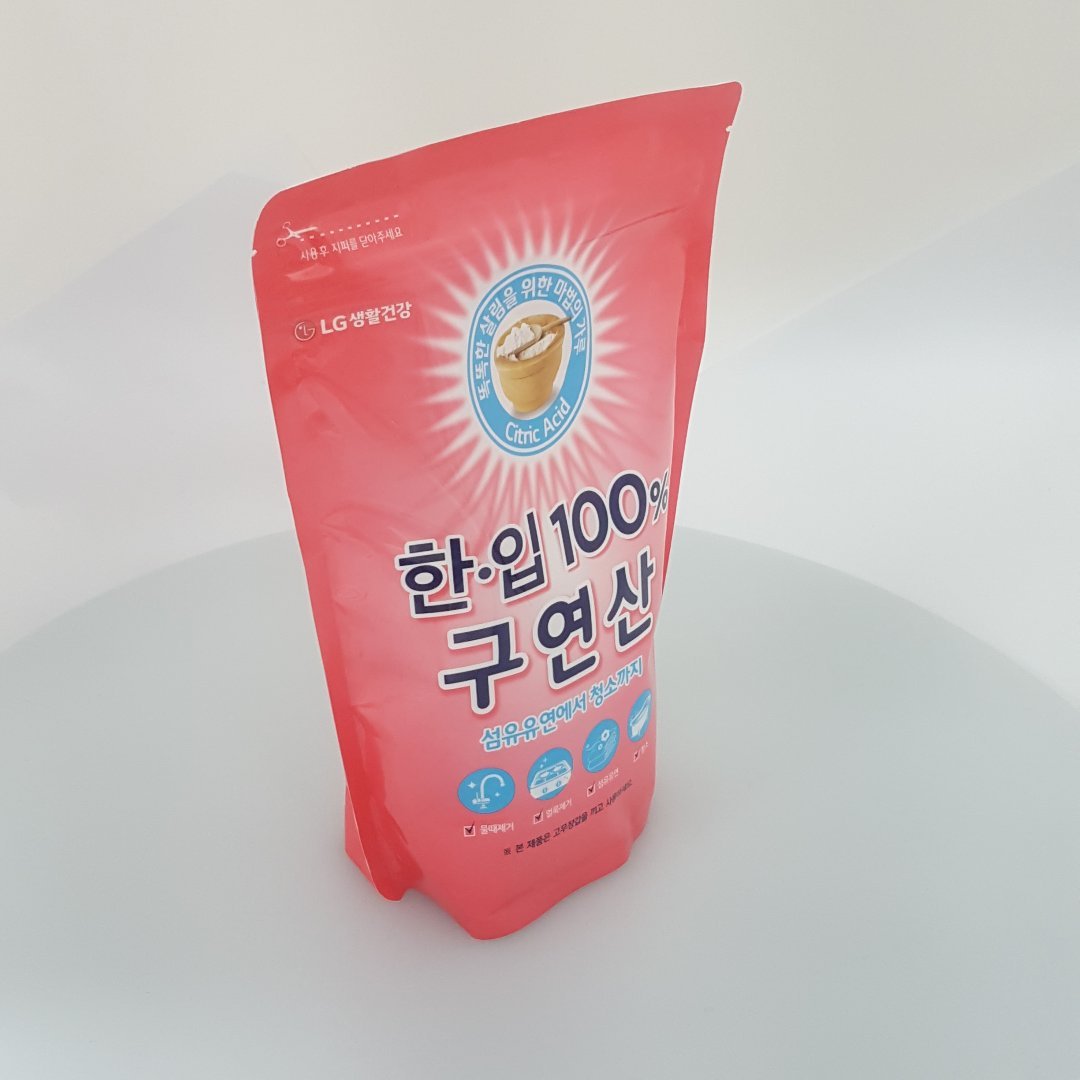 사용 후 지퍼를 닫아주세요
LG 생활건강
똑똑한 살림을 위한 마법의 가루
Citric Acid
한·입 100%
구연산
섬유유연에서 청소까지
물때제거
얼룩제거
섬유유연
※ 본 제품은 고무장갑을 끼고 사용하세요.